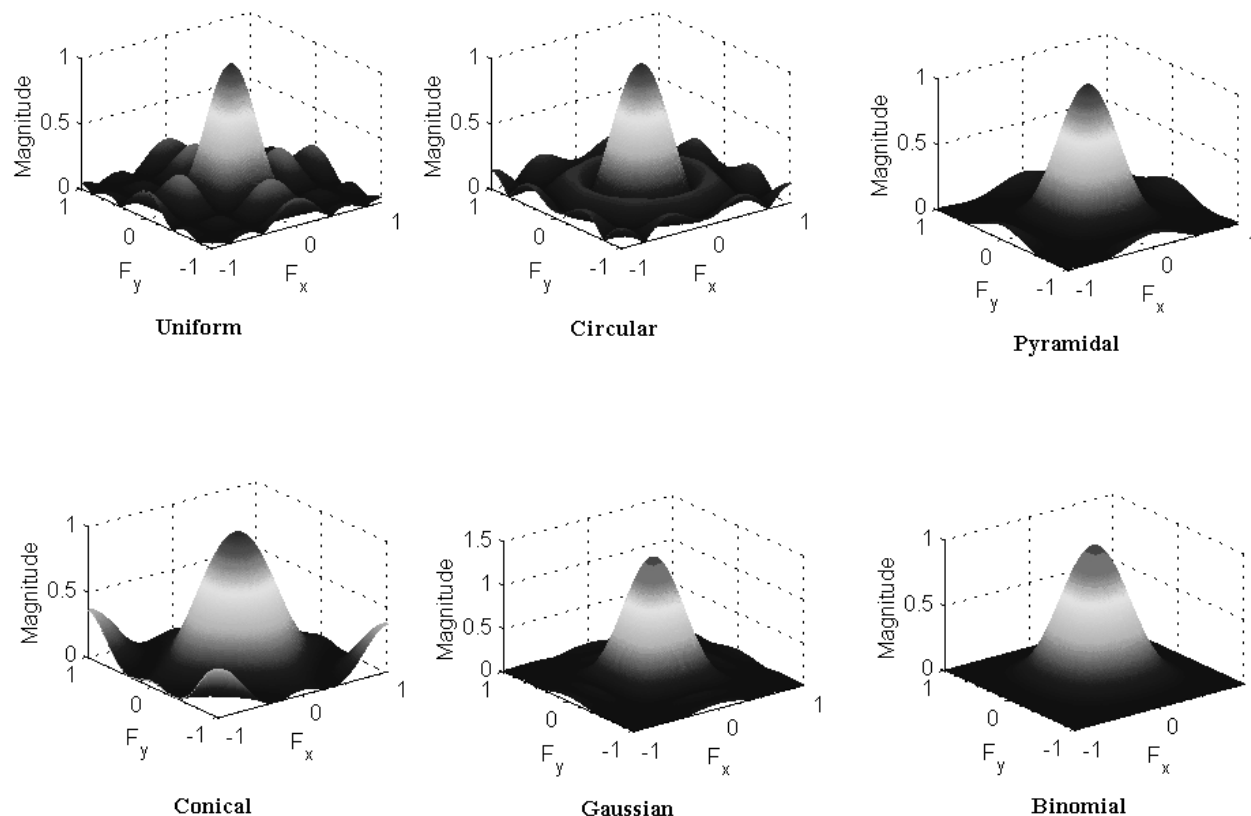 1
0.5
0
Magnitude
1
0
-1
F_y
-1
0
1
F_x
Uniform
1
0.5
0
Magnitude
1
0
-1
F_y
-1
0
1
F_x
Circular
1
0.5
0
Magnitude
1
0
-1
F_y
-1
0
F_x
Pyramidal
1
0.5
0
Magnitude
1
0
-1
F_y
-1
0
1
F_x
Conical
1.5
1
0.5
0
Magnitude
1
0
-1
F_y
-1
0
1
F_x
Gaussian
1
0.5
0
Magnitude
1
0
-1
F_y
-1
0
F_x
Binomial